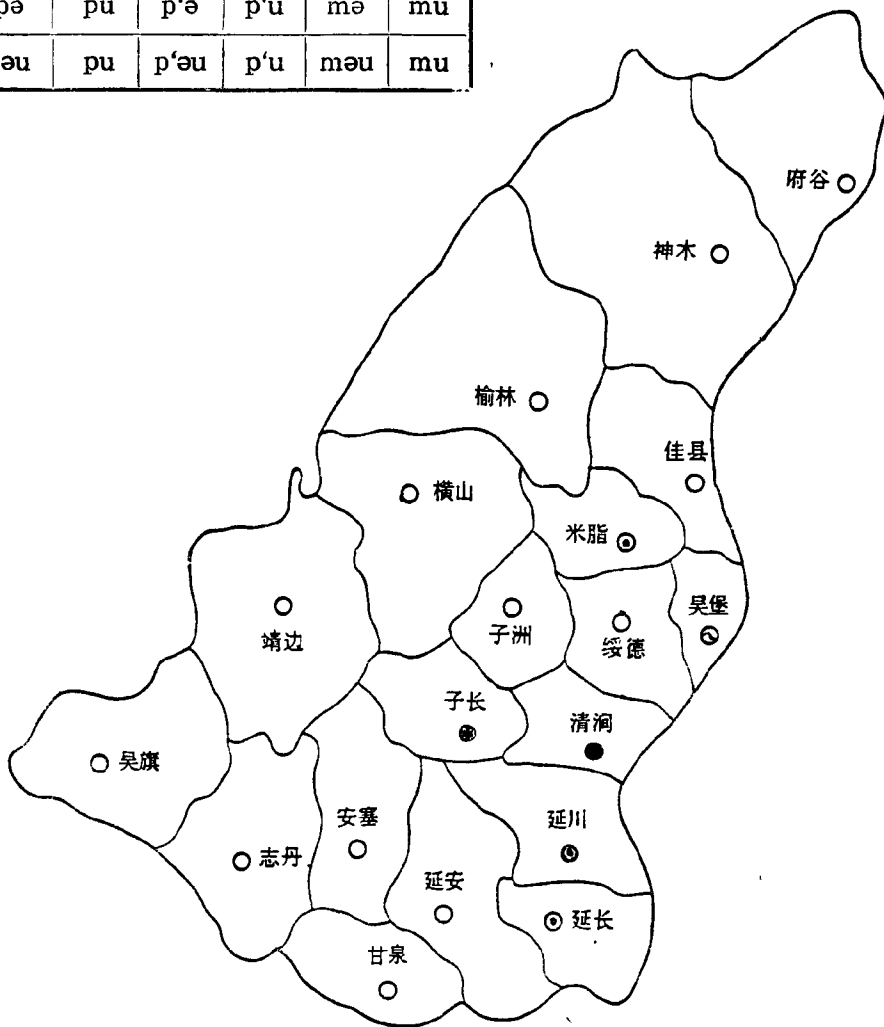 pə pu p'ə p'u mə mu
əu pu p'əu p'u məu mu
府谷
神木
榆林
佳县
横山
米脂
吴堡
子洲
绥德
靖边
子长
清涧
吴旗
安塞
延川
志丹
延安
延长
甘泉